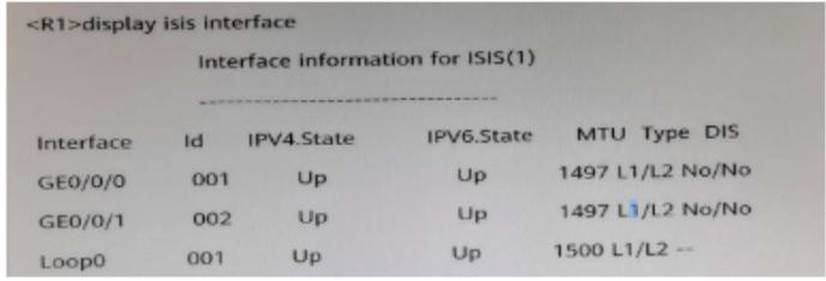 <R1>display isis interface
Interface information for ISIS(1)
---------------------------------
Interface Id IPV4.State IPV6.State MTU Type DIS
GE0/0/0 001 Up Up 1497 L1/L2 No/No
GE0/0/1 002 Up Up 1497 L1/L2 No/No
Loop0 001 Up Up 1500 L1/L2 --